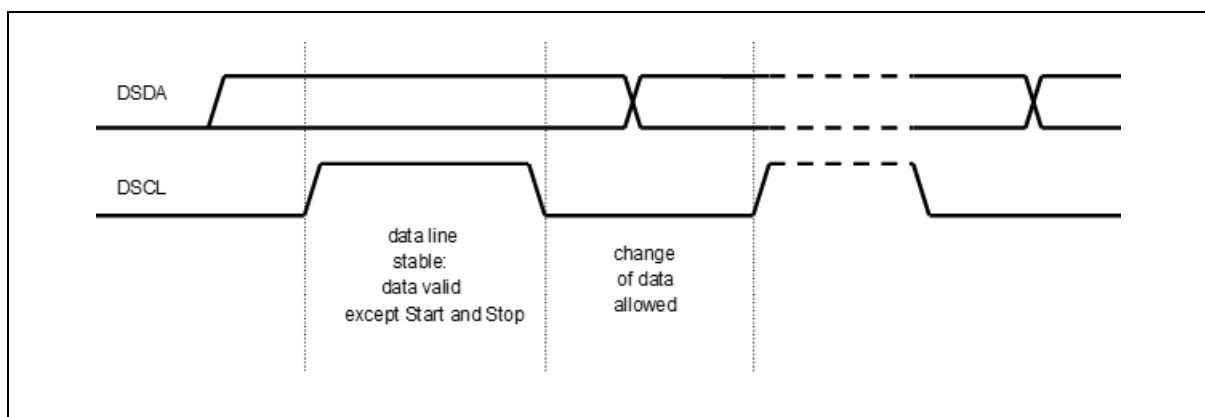 DSDA
DSCL
data line
stable:
data valid
except Start and Stop
change
of data
allowed